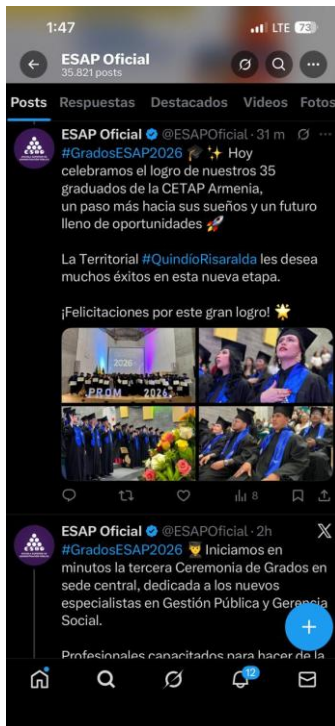 1:47
LTE 73
ESAP Oficial
35.821 posts
Posts Respuestas Destacados Videos Fotos
ESAP Oficial @ESAPOficial · 31 m
#GradosESAP2026 🎓✨ Hoy
celebramos el logro de nuestros 35
graduados de la CETAP Armenia,
un paso más hacia sus sueños y un futuro
lleno de oportunidades 🚀
La Territorial #QuindíoRisaralda les desea
muchos éxitos en esta nueva etapa.
¡Felicitaciones por este gran logro! 🌟
2026
PROM 2026
8
ESAP Oficial @ESAPOficial · 2h
#GradosESAP2026 👨‍🎓 Iniciamos en
minutos la tercera Ceremonia de Grados en
sede central, dedicada a los nuevos
especialistas en Gestión Pública y Gerencia
Social.
Profesionales capacitados para hacer de la
12